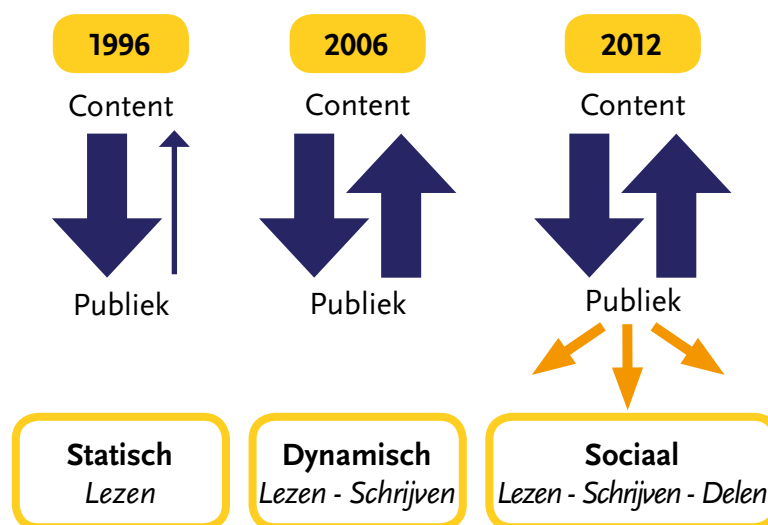 1996
Content
Publiek
Statisch
Lezen
2006
Content
Publiek
Dynamisch
Lezen - Schrijven
2012
Content
Publiek
Sociaal
Lezen - Schrijven - Delen